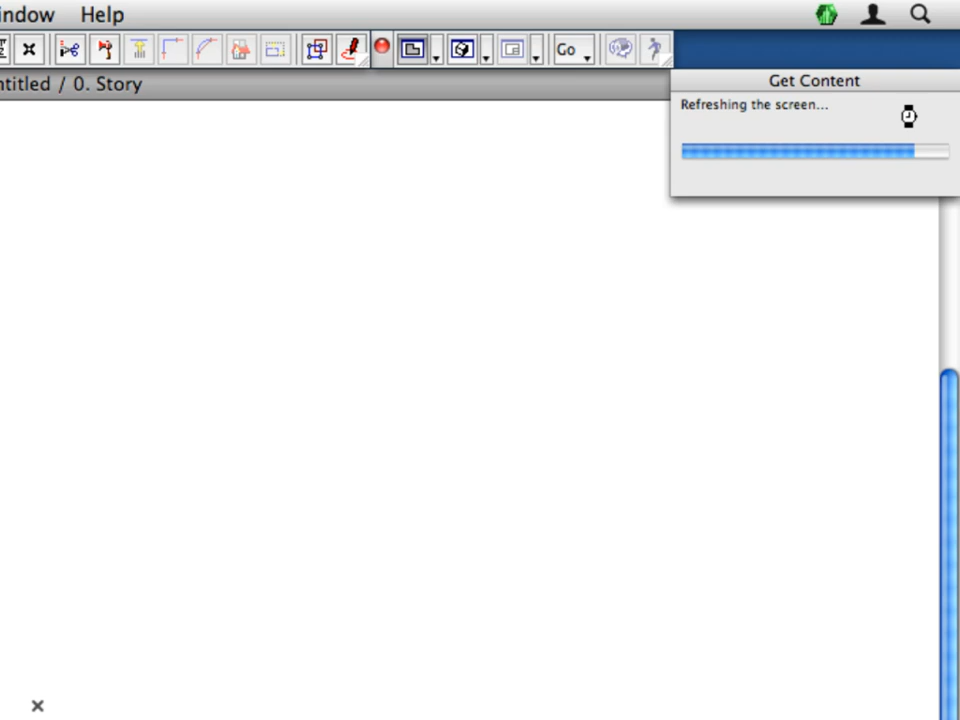 indow Help
Go
ntitled / 0. Story
Get Content
Refreshing the screen...